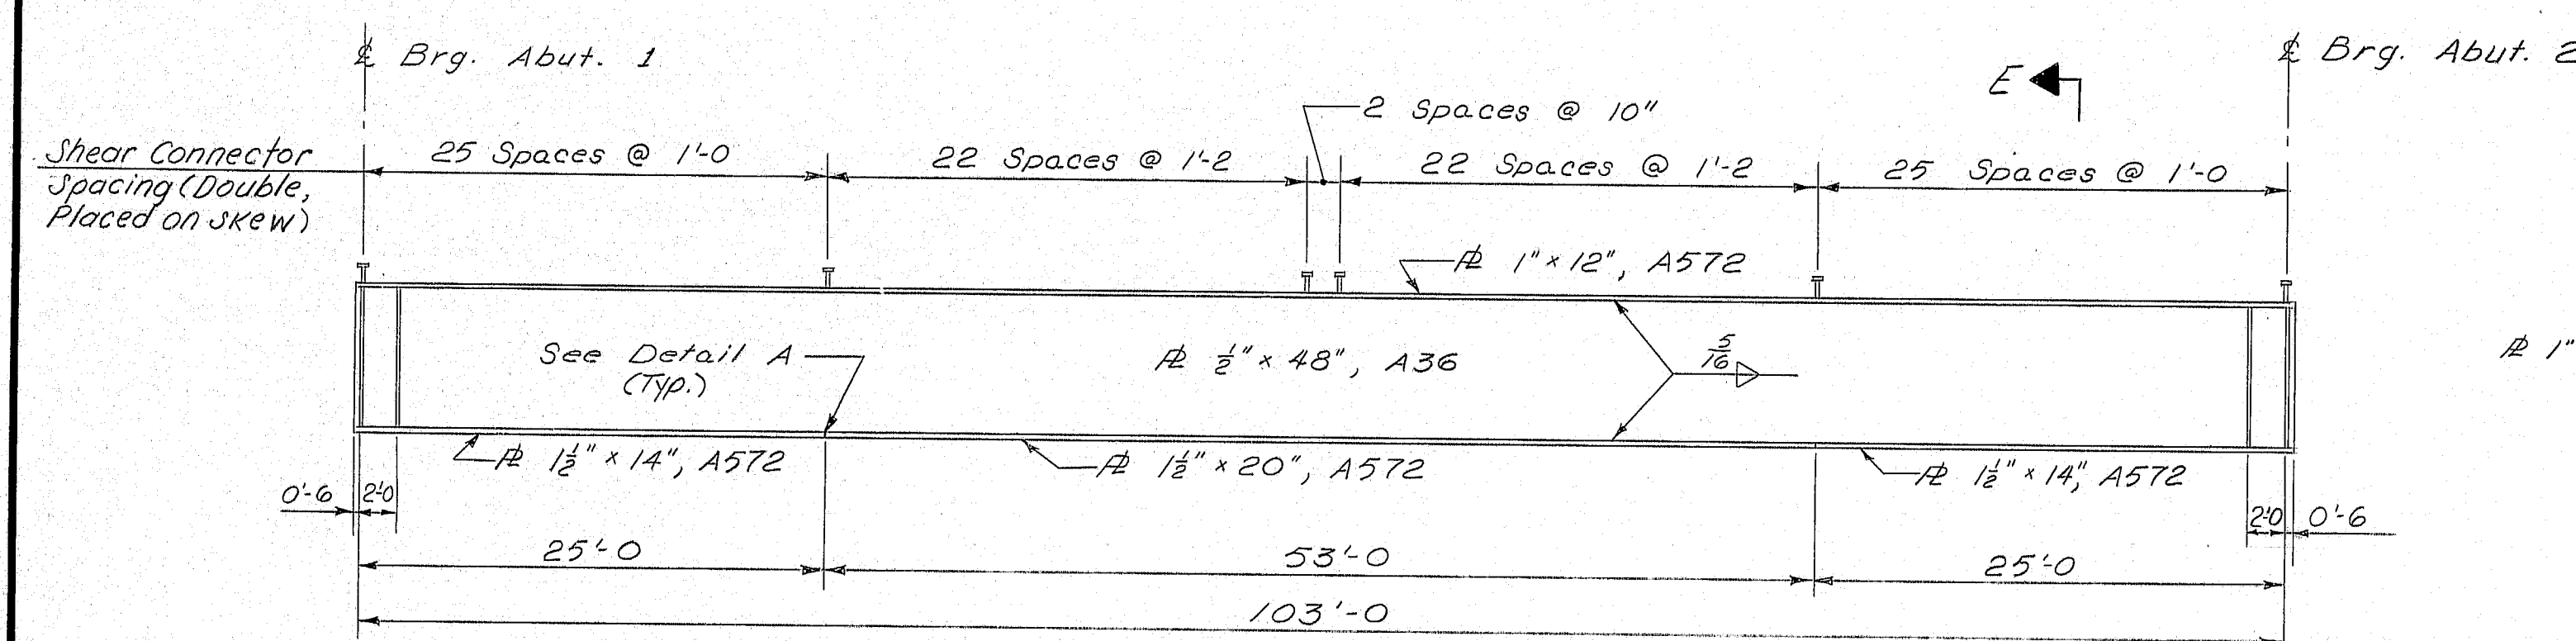 ℄ Brg. Abut. 1
℄ Brg. Abut. 2
E
2 Spaces @ 10"
Shear Connector
Spacing (Double,
Placed on Skew)
25 Spaces @ 1'-0
22 Spaces @ 1'-2
22 Spaces @ 1'-2
25 Spaces @ 1'-0
℄ 1" × 12", A572
See Detail A
(Typ.)
℄ 1/2" × 48", A36
5/16
℄ 1"
℄ 1 1/2" × 14", A572
℄ 1 1/2" × 20", A572
℄ 1 1/2" × 14", A572
0'-6
2'-0
2'-0
0'-6
25'-0
53'-0
25'-0
103'-0